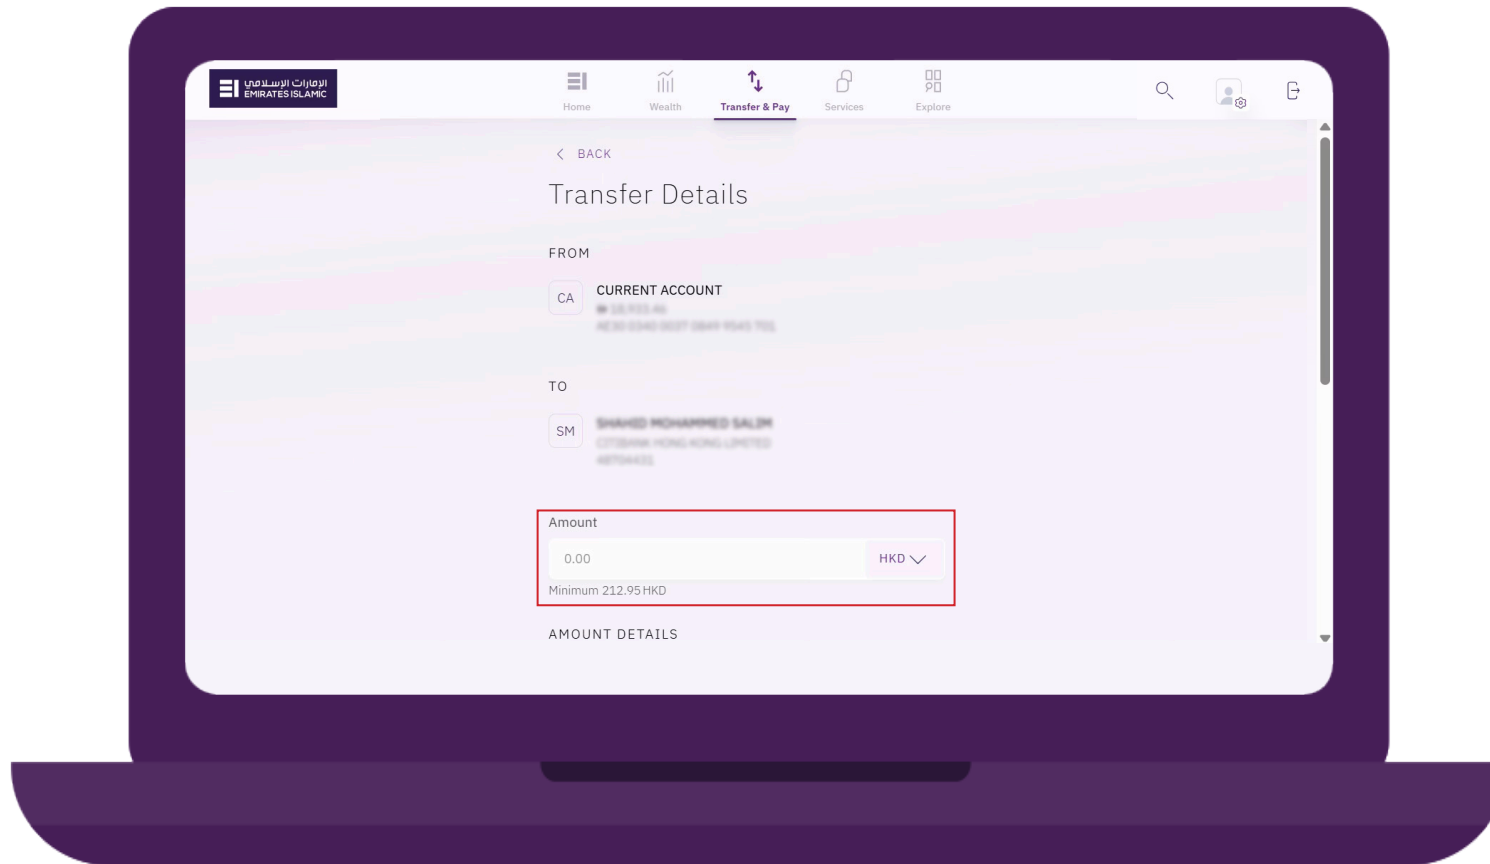 الإمارات الإسلامي
EMIRATES ISLAMIC
Home
Wealth
Transfer & Pay
Services
Explore
BACK
Transfer Details
FROM
CA
CURRENT ACCOUNT
TO
SM
Amount
0.00
HKD
Minimum 212.95 HKD
AMOUNT DETAILS